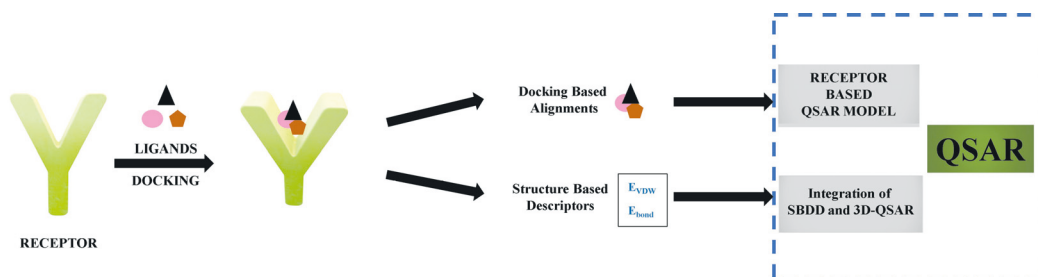 RECEPTOR
LIGANDS
DOCKING
Docking Based
Alignments
Structure Based
Descriptors
E_VDW
E_bond
RECEPTOR
BASED
QSAR MODEL
Integration of
SBDD and 3D-QSAR
QSAR